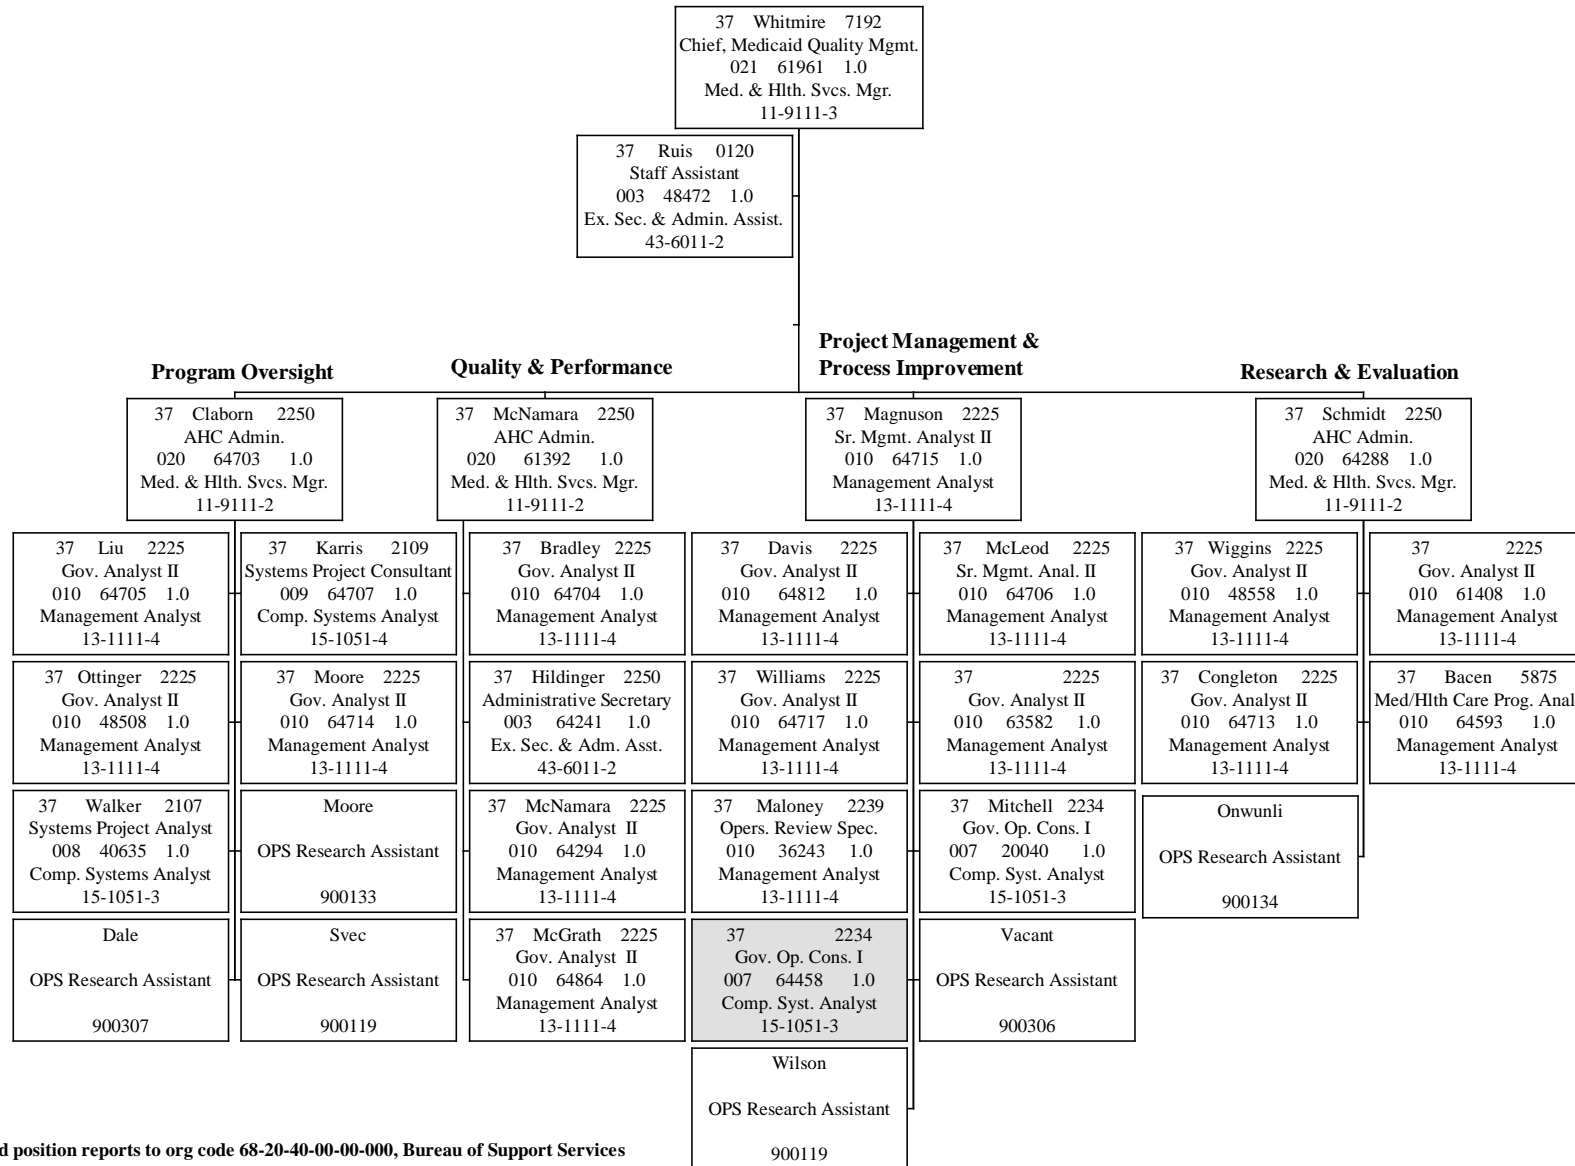 37 Whitmire 7192
Chief, Medicaid Quality Mgmt.
021 61961 1.0
Med. & Hlth. Svcs. Mgr.
11-9111-3
37 Ruis 0120
Staff Assistant
003 48472 1.0
Ex. Sec. & Admin. Assist.
43-6011-2
Program Oversight
37 Claborn 2250
AHC Admin.
020 64703 1.0
Med. & Hlth. Svcs. Mgr.
11-9111-2
37 Liu 2225
Gov. Analyst II
010 64705 1.0
Management Analyst
13-1111-4
37 Karris 2109
Systems Project Consultant
009 64707 1.0
Comp. Systems Analyst
15-1051-4
37 Ottinger 2225
Gov. Analyst II
010 48508 1.0
Management Analyst
13-1111-4
37 Moore 2225
Gov. Analyst II
010 64714 1.0
Management Analyst
13-1111-4
37 Walker 2107
Systems Project Analyst
008 40635 1.0
Comp. Systems Analyst
15-1051-3
Moore
OPS Research Assistant
900133
Dale
OPS Research Assistant
900307
Svec
OPS Research Assistant
900119
Quality & Performance
37 McNamara 2250
AHC Admin.
020 61392 1.0
Med. & Hlth. Svcs. Mgr.
11-9111-2
37 Bradley 2225
Gov. Analyst II
010 64704 1.0
Management Analyst
13-1111-4
37 Hildinger 2250
Administrative Secretary
003 64241 1.0
Ex. Sec. & Adm. Asst.
43-6011-2
37 McNamara 2225
Gov. Analyst II
010 64294 1.0
Management Analyst
13-1111-4
37 McGrath 2225
Gov. Analyst II
010 64864 1.0
Management Analyst
13-1111-4
Project Management &
Process Improvement
37 Magnuson 2225
Sr. Mgmt. Analyst II
010 64715 1.0
Management Analyst
13-1111-4
37 Davis 2225
Gov. Analyst II
010 64812 1.0
Management Analyst
13-1111-4
37 McLeod 2225
Sr. Mgmt. Anal. II
010 64706 1.0
Management Analyst
13-1111-4
37 Williams 2225
Gov. Analyst II
010 64717 1.0
Management Analyst
13-1111-4
37 2225
Gov. Analyst II
010 63582 1.0
Management Analyst
13-1111-4
37 Maloney 2239
Opers. Review Spec.
010 36243 1.0
Management Analyst
13-1111-4
37 Mitchell 2234
Gov. Op. Cons. I
007 20040 1.0
Comp. Syst. Analyst
15-1051-3
37 2234
Gov. Op. Cons. I
007 64458 1.0
Comp. Syst. Analyst
15-1051-3
Vacant
OPS Research Assistant
900306
Wilson
OPS Research Assistant
900119
Research & Evaluation
37 Schmidt 2250
AHC Admin.
020 64288 1.0
Med. & Hlth. Svcs. Mgr.
11-9111-2
37 Wiggins 2225
Gov. Analyst II
010 48558 1.0
Management Analyst
13-1111-4
37 2225
Gov. Analyst II
010 61408 1.0
Management Analyst
13-1111-4
37 Congleton 2225
Gov. Analyst II
010 64713 1.0
Management Analyst
13-1111-4
37 Bacen 5875
Med/Hlth Care Prog. Anal
010 64593 1.0
Management Analyst
13-1111-4
Onwunli
OPS Research Assistant
900134
d position reports to org code 68-20-40-00-00-000, Bureau of Support Services